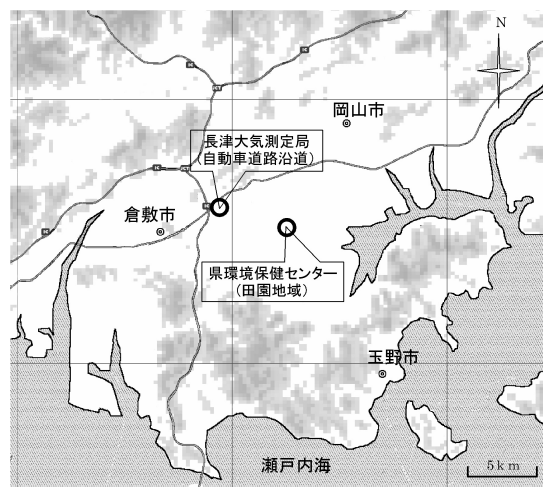 N
岡山市
長津大気測定局
(自動車道路沿道)
倉敷市
県環境保健センター
(田園地域)
玉野市
瀬戸内海
5km